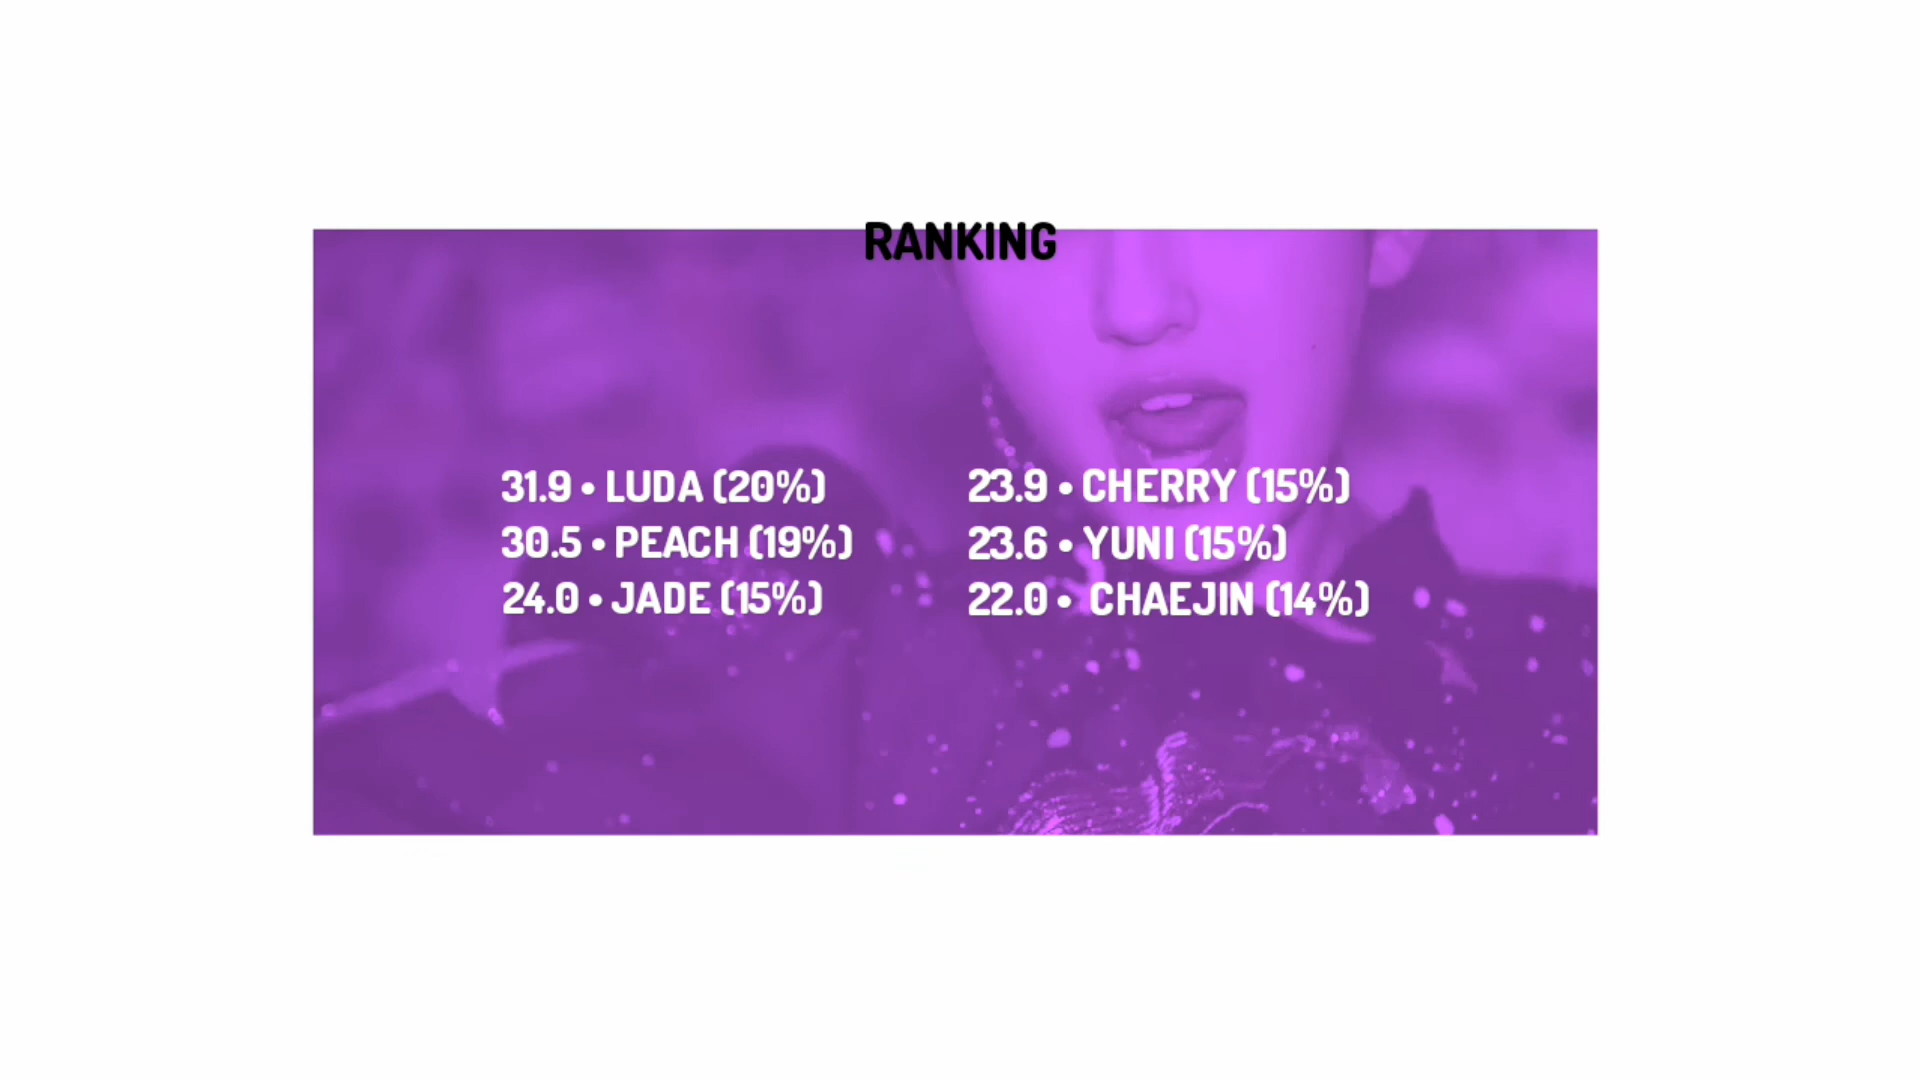 RANKING
31.9 • LUDA (20%)
30.5 • PEACH (19%)
24.0 • JADE (15%)
23.9 • CHERRY (15%)
23.6 • YUNI (15%)
22.0 • CHAEJIN (14%)